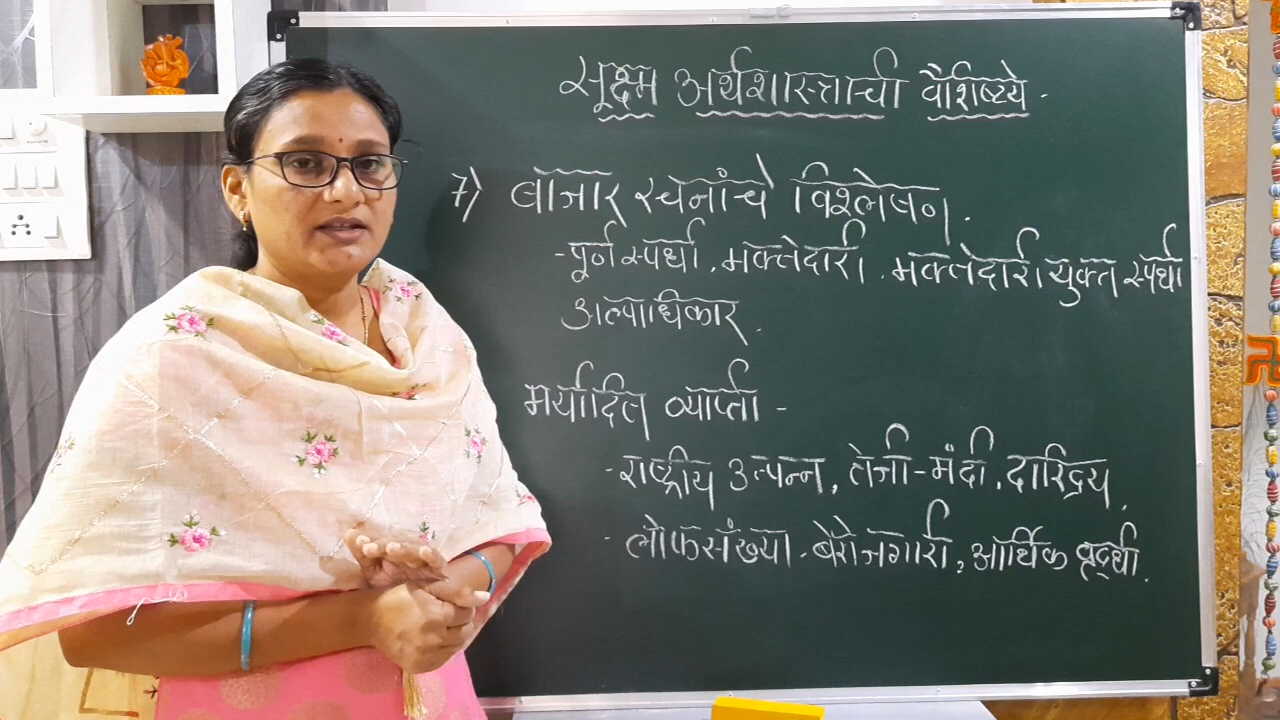 सूक्ष्म अर्थशास्त्राची वैशिष्ट्ये.
7) बाजार रचनांचे विश्लेषण.
-पूर्ण स्पर्धा, मक्तेदारी, मक्तेदारीयुक्त स्पर्धा
अल्पाधिकार.
मर्यादित व्याप्ती -
- राष्ट्रीय उत्पन्न, तेजी-मंदी, दारिद्र्य,
- लोकसंख्या, बेरोजगारी, आर्थिक वृद्धी.